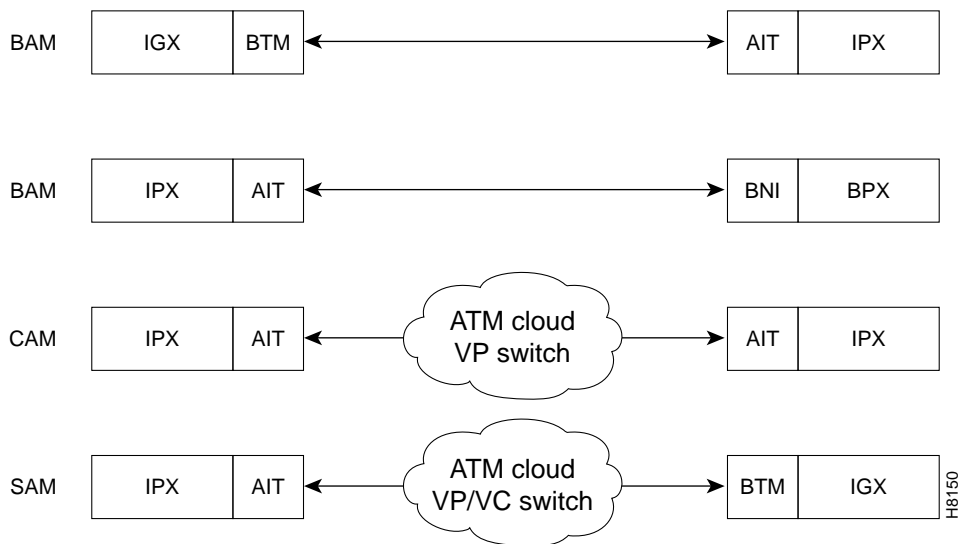 BAM IGX BTM AIT IPX
BAM IPX AIT BNI BPX
CAM IPX AIT ATM cloud AIT IPX
VP switch
SAM IPX AIT ATM cloud BTM IGX
VP/VC switch
H8150